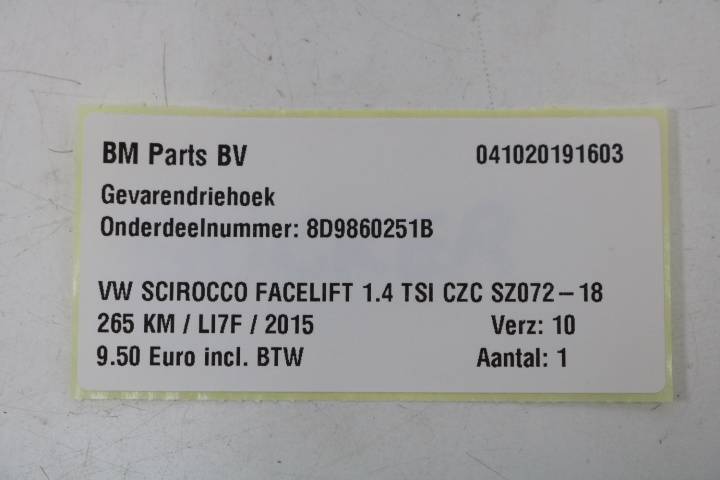 BM Parts BV 041020191603
Gevarendriehoek
Onderdeelnummer: 8D9860251B
VW SCIROCCO FACELIFT 1.4 TSI CZC SZ072-18
265 KM / LI7F / 2015 Verz: 10
9.50 Euro incl. BTW Aantal: 1